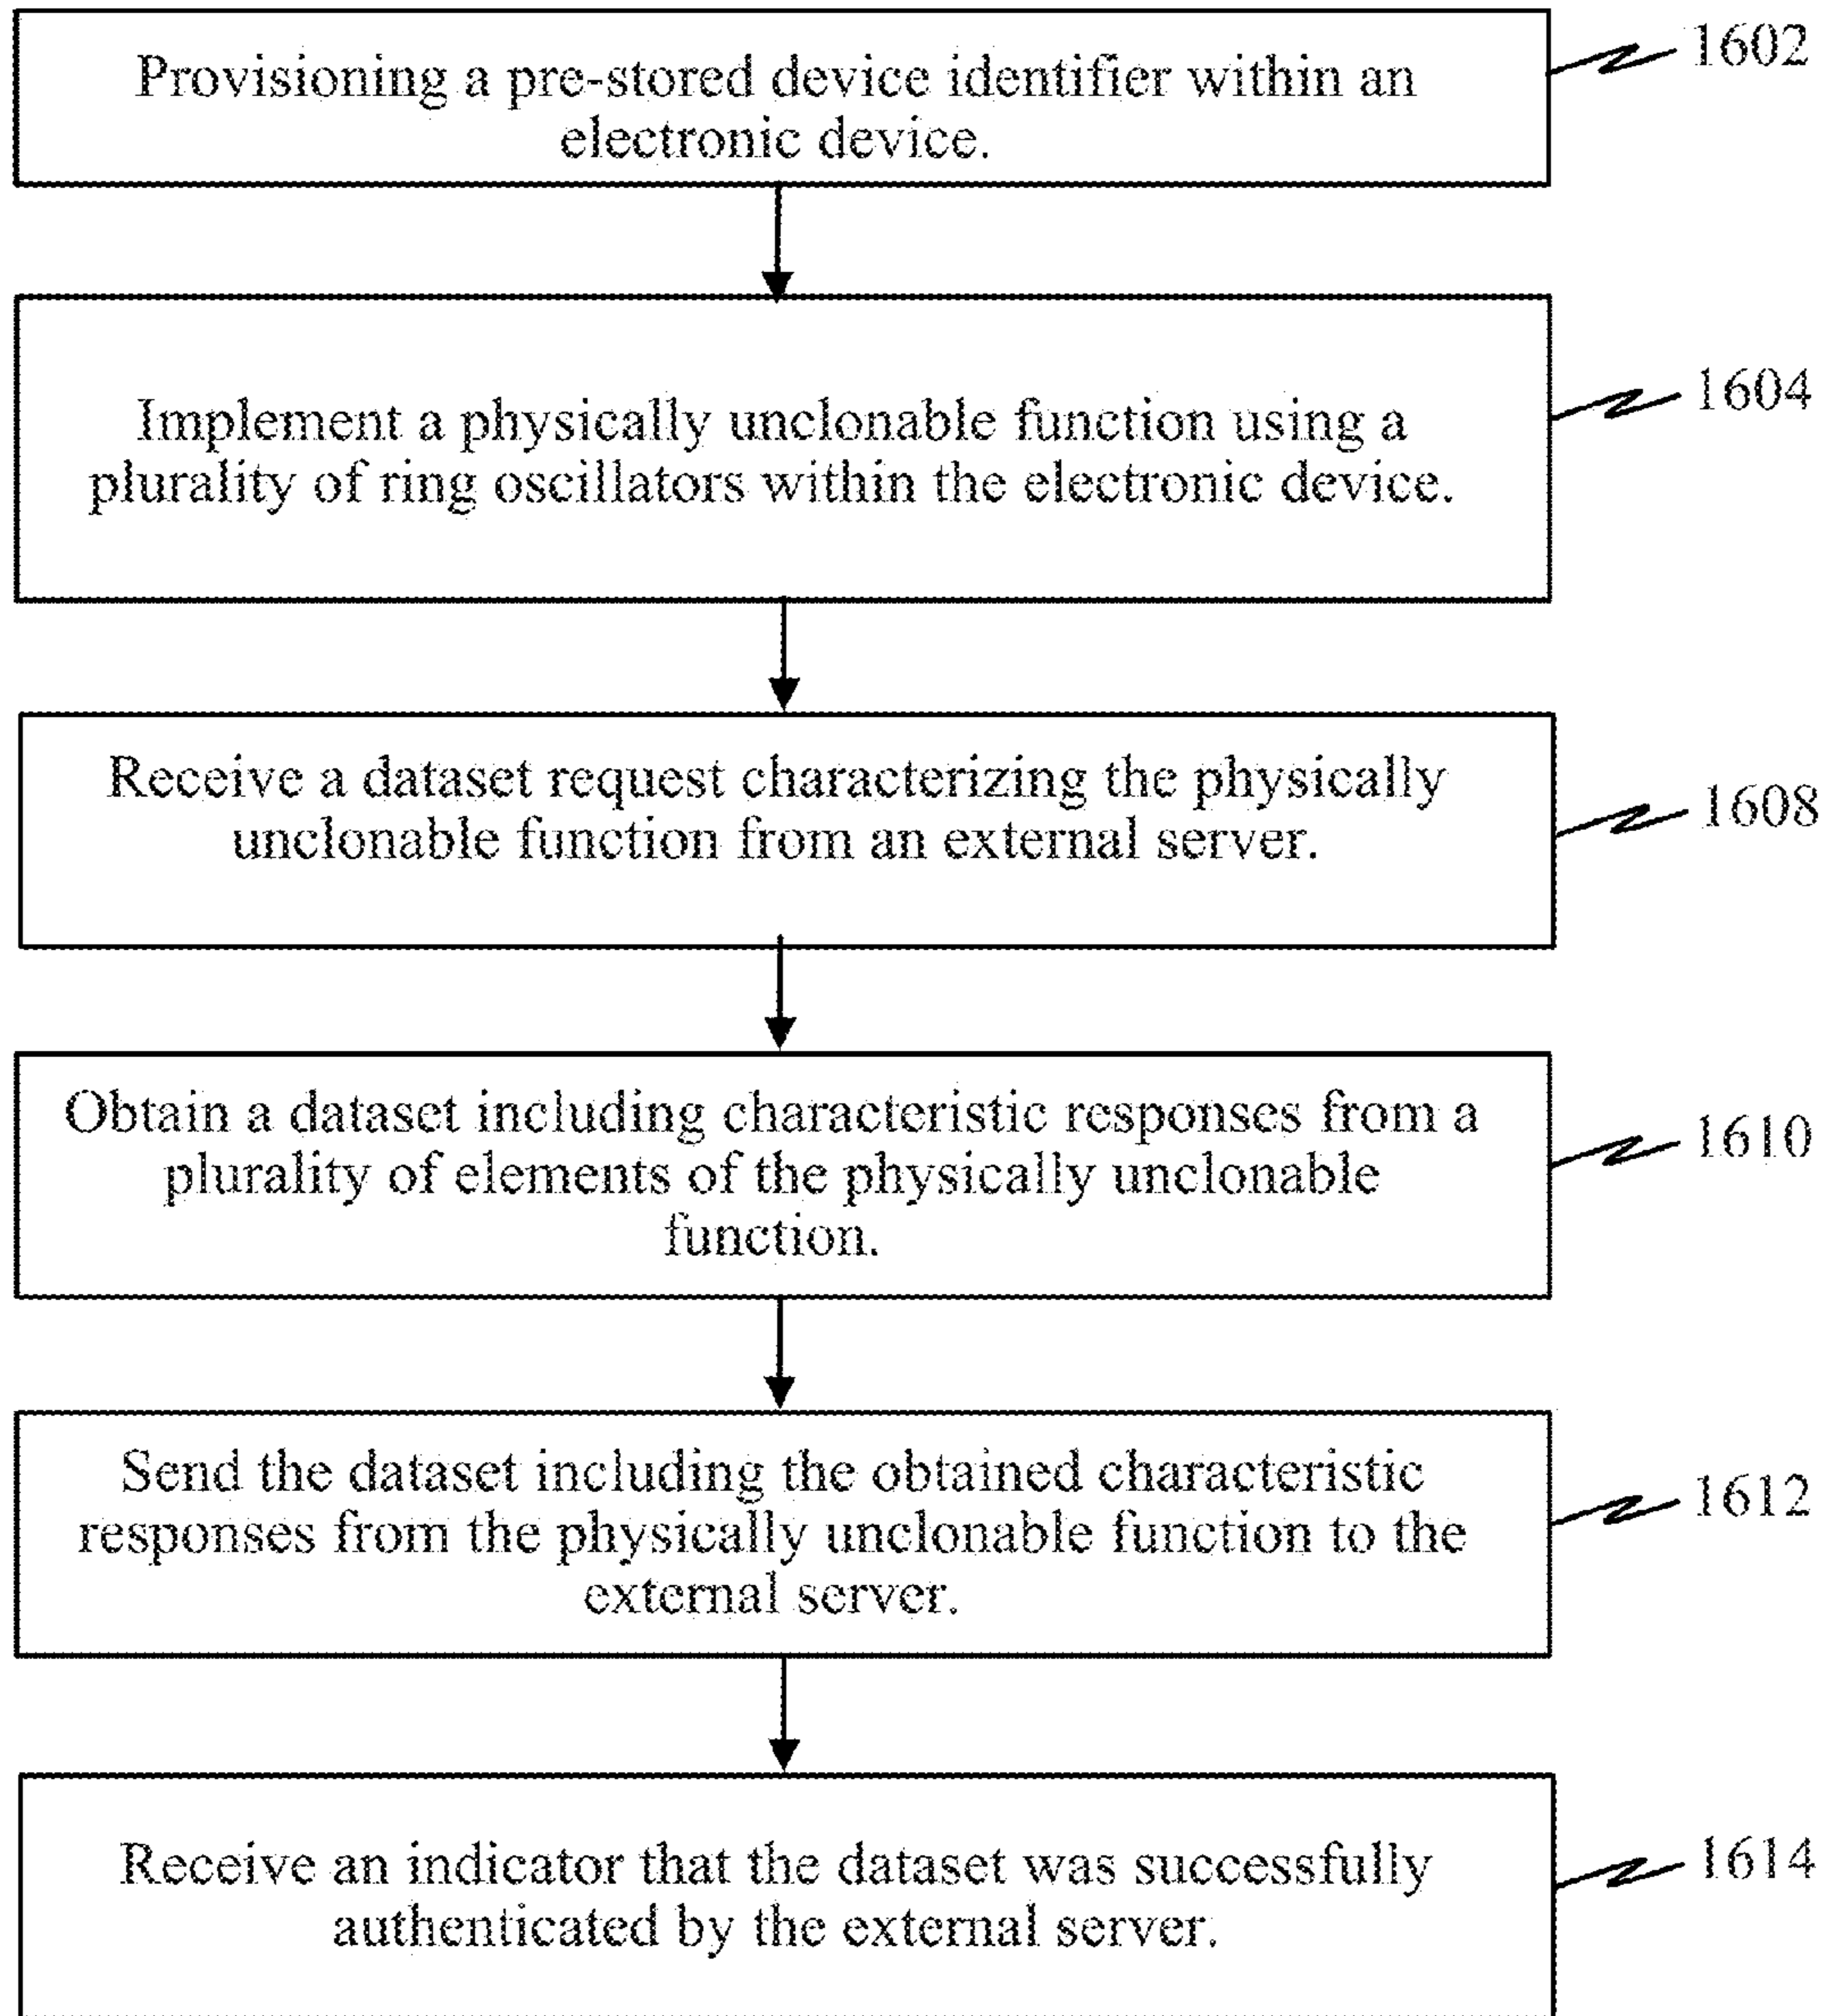 Provisioning a pre-stored device identifier within an
electronic device.
1602
Implement a physically unclonable function using a
plurality of ring oscillators within the electronic device.
1604
Receive a dataset request characterizing the physically
unclonable function from an external server.
1608
Obtain a dataset including characteristic responses from a
plurality of elements of the physically unclonable
function.
1610
Send the dataset including the obtained characteristic
responses from the physically unclonable function to the
external server.
1612
Receive an indicator that the dataset was successfully
authenticated by the external server.
1614